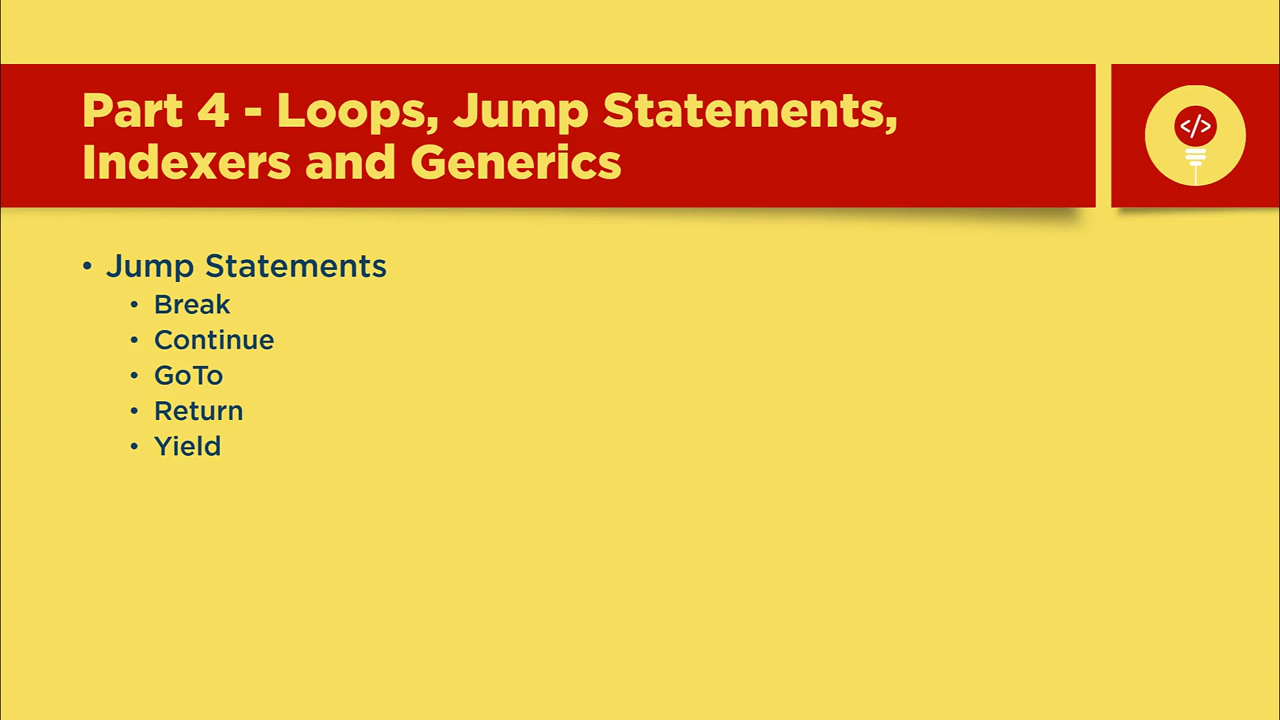 Part 4 - Loops, Jump Statements,
Indexers and Generics
</>
• Jump Statements
• Break
• Continue
• GoTo
• Return
• Yield